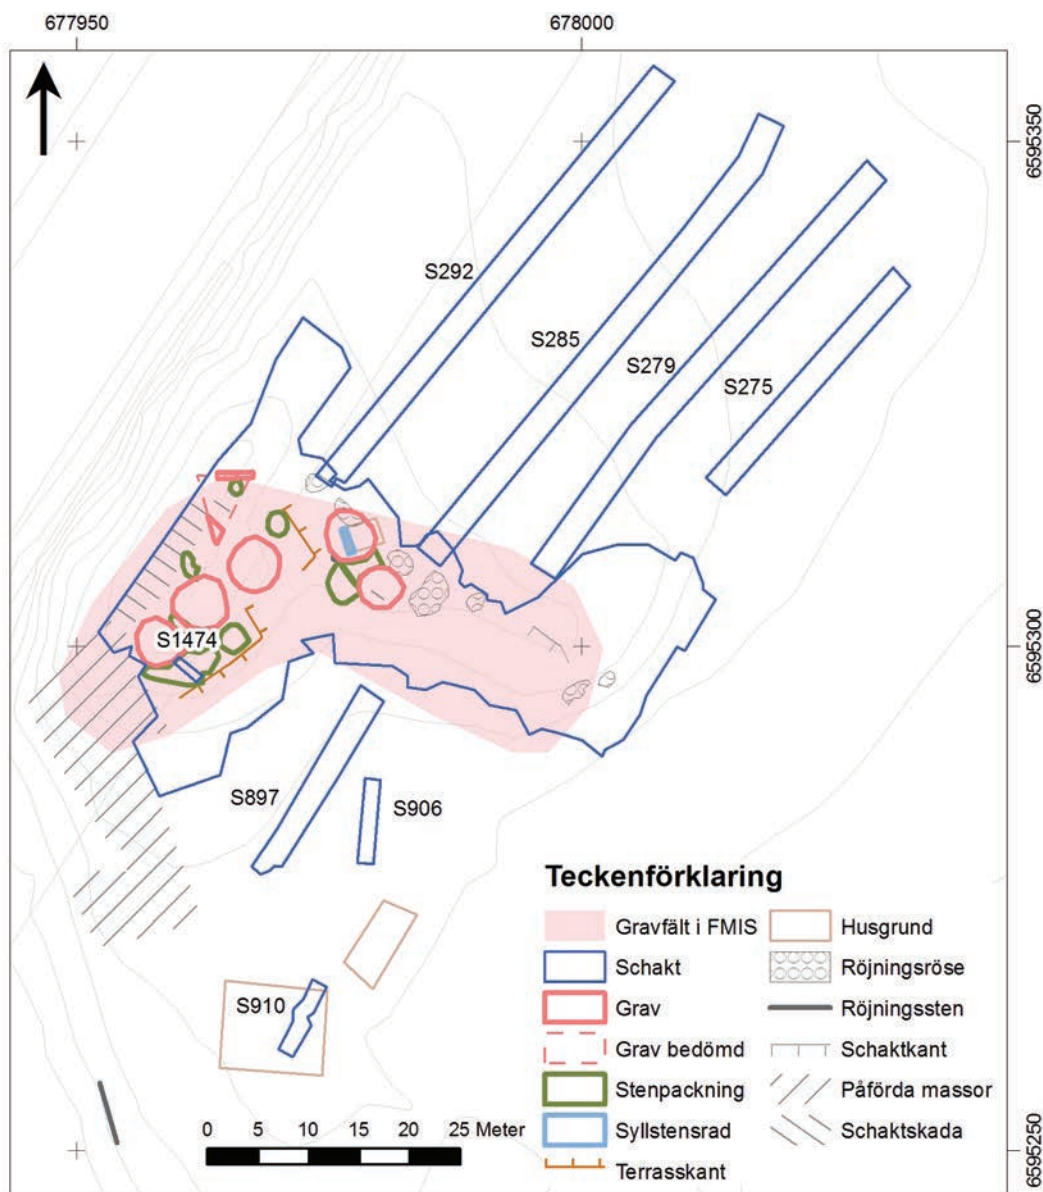 677950 678000
6595350
S292
S285
S279
S275
S1474
6595300
S897
S906
S910
Teckenförklaring
Gravfält i FMIS
Schakt
Grav
Grav bedömd
Stenpackning
Syllstensrad
Terrasskant
Husgrund
Röjningsröse
Röjningssten
Schaktkant
Påförda massor
Schaktskada
0 5 10 15 20 25 Meter
6595250